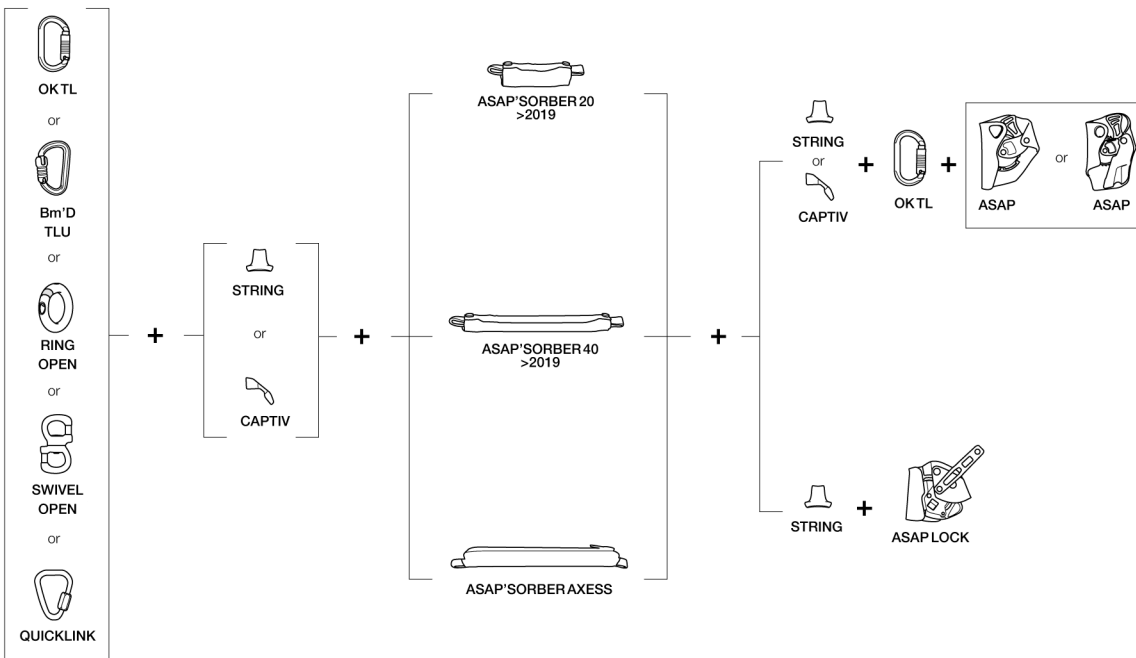 OK TL
or
Bm'D
TLU
or
RING
OPEN
or
SWIVEL
OPEN
or
QUICKLINK
+
STRING
or
CAPTIV
+
ASAP'SORBER 20
>2019
ASAP'SORBER 40
>2019
ASAP'SORBER AXESS
+
STRING
or
CAPTIV
+
OK TL
+
ASAP
or
ASAP
STRING
+
ASAP LOCK